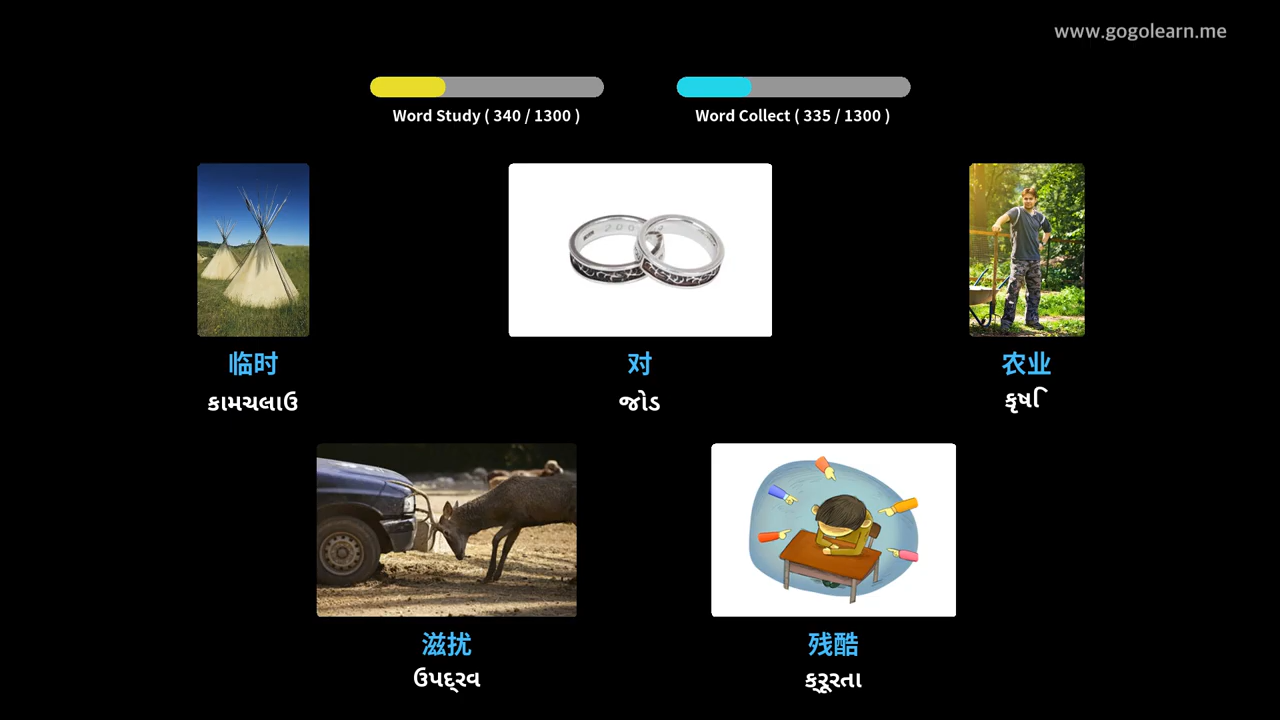 www.gogolearn.me
Word Study ( 340 / 1300 )
Word Collect ( 335 / 1300 )
临时
કામચલાઉ
对
જોડ
农业
કૃષિ
滋扰
ઉપદ્રવ
残酷
ક્રૂરતા